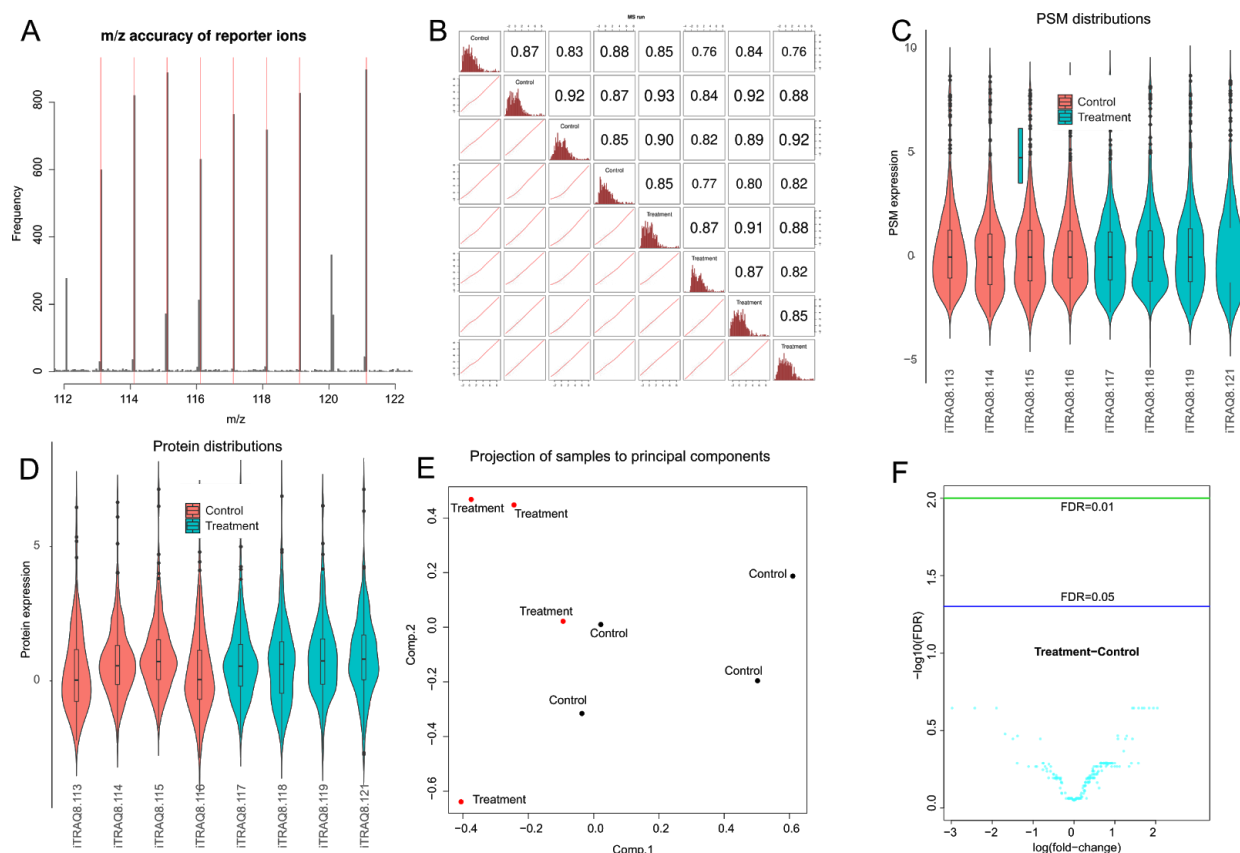 A
m/z accuracy of reporter ions
Frequency
0
200
400
600
800
112
114
116
118
120
122
m/z
B
MS run
Control
0.87
0.83
0.88
0.85
0.76
0.84
0.76
Control
0.92
0.87
0.93
0.84
0.92
0.88
Control
0.85
0.90
0.82
0.89
0.92
Control
0.85
0.77
0.80
0.82
Treatment
0.87
0.91
0.88
Treatment
0.87
0.82
Treatment
0.85
Treatment
C
PSM distributions
PSM expression
10
5
0
−5
Control
Treatment
iTRAQ8.113
iTRAQ8.114
iTRAQ8.115
iTRAQ8.116
iTRAQ8.117
iTRAQ8.118
iTRAQ8.119
iTRAQ8.121
D
Protein distributions
Protein expression
5
0
Control
Treatment
iTRAQ8.113
iTRAQ8.114
iTRAQ8.115
iTRAQ8.116
iTRAQ8.117
iTRAQ8.118
iTRAQ8.119
iTRAQ8.121
E
Projection of samples to principal components
Comp.2
0.4
0.2
0.0
−0.2
−0.4
−0.6
Treatment
Treatment
Control
Treatment
Control
Control
Control
Treatment
−0.4
−0.2
0.0
0.2
0.4
0.6
Comp.1
F
−log10(FDR)
2.0
1.5
1.0
0.5
0.0
FDR=0.01
FDR=0.05
Treatment−Control
−3
−2
−1
0
1
2
log(fold−change)